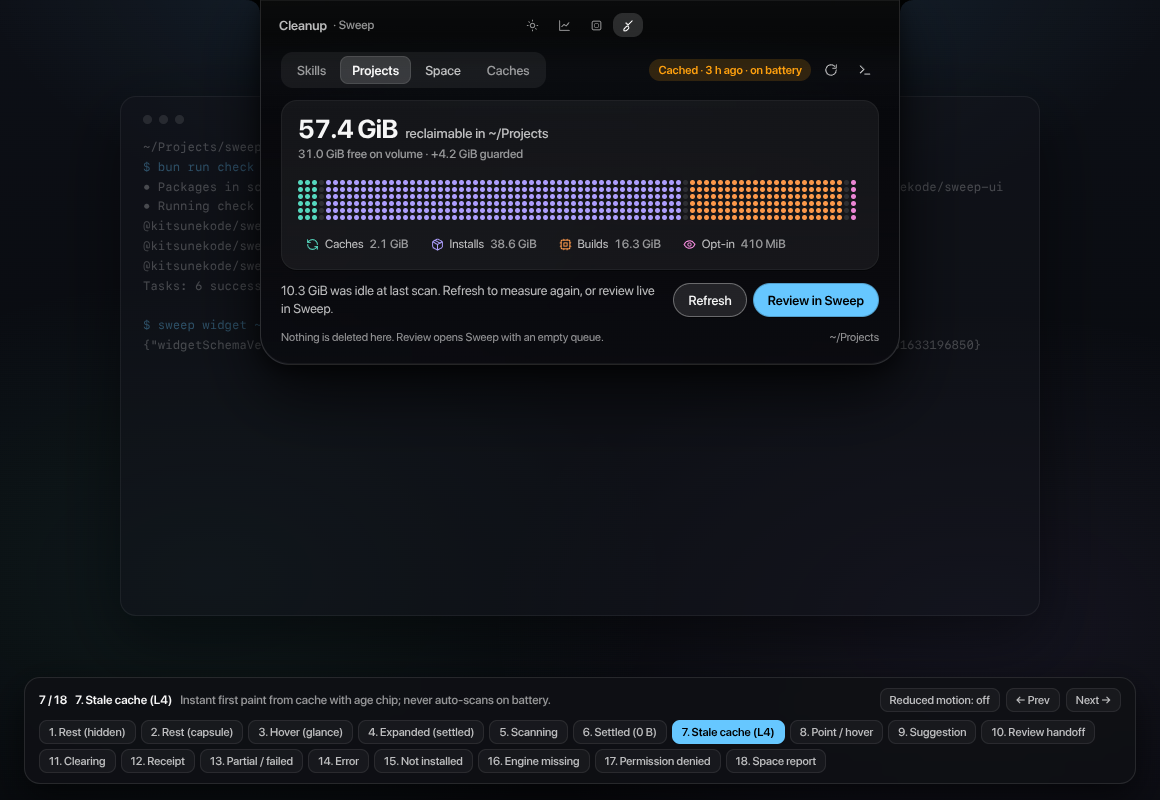 Cleanup · Sweep
Skills Projects Space Caches Cached · 3 h ago · on battery
57.4 GiB reclaimable in ~/Projects
31.0 GiB free on volume · +4.2 GiB guarded
Caches 2.1 GiB Installs 38.6 GiB Builds 16.3 GiB Opt-in 410 MiB
10.3 GiB was idle at last scan. Refresh to measure again, or review live
in Sweep.
Refresh Review in Sweep
Nothing is deleted here. Review opens Sweep with an empty queue. ~/Projects
~/Projects/sweep
$ bun run check
• Packages in sc ekode/sweep-ui
• Running check
@kitsunekode/swe
@kitsunekode/swe
@kitsunekode/swe
Tasks: 6 success
$ sweep widget ~
{"widgetSchemaVe 1633196850}
7 / 18 7. Stale cache (L4) Instant first paint from cache with age chip; never auto-scans on battery. Reduced motion: off ← Prev Next →
1. Rest (hidden) 2. Rest (capsule) 3. Hover (glance) 4. Expanded (settled) 5. Scanning 6. Settled (0 B) 7. Stale cache (L4) 8. Point / hover 9. Suggestion 10. Review handoff
11. Clearing 12. Receipt 13. Partial / failed 14. Error 15. Not installed 16. Engine missing 17. Permission denied 18. Space report